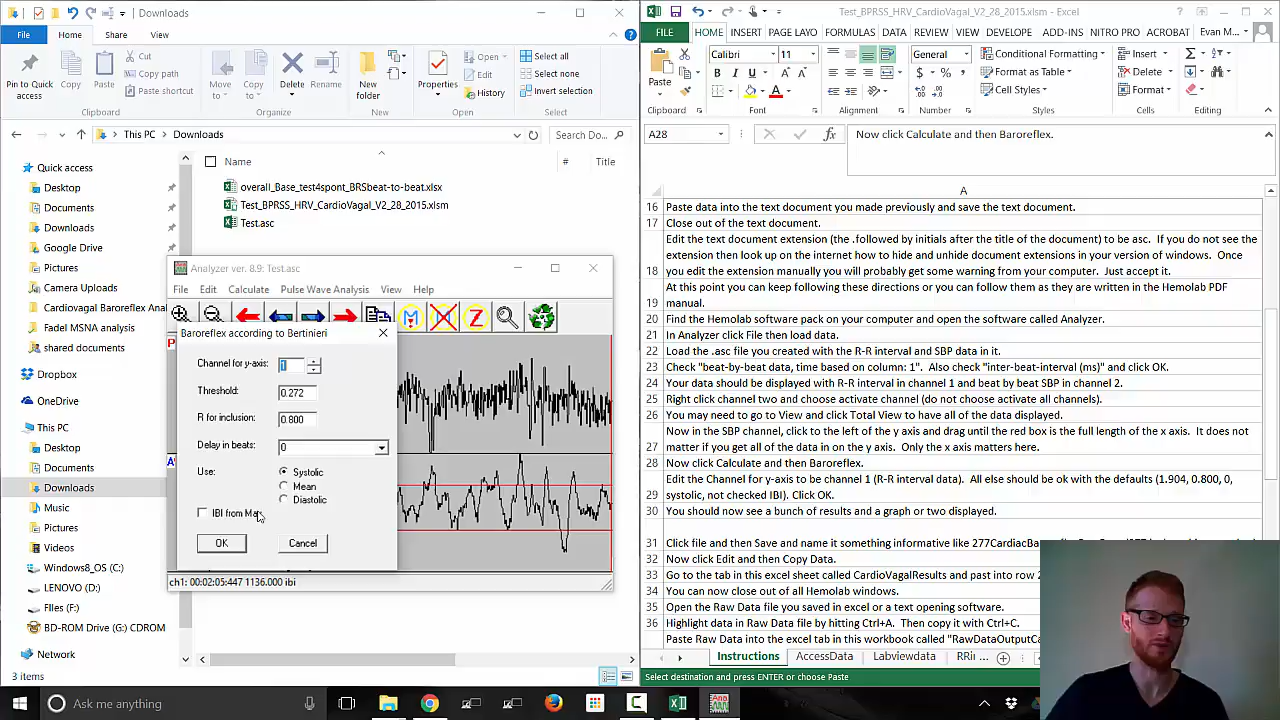 Downloads
File
Home
Share
View
Pin to Quick access
Copy
Paste
Cut
Copy path
Paste shortcut
Clipboard
Move to
Copy to
Delete
Rename
Organize
New folder
New
Properties
Open
Edit
History
Open
Select all
Select none
Invert selection
Select
This PC
Downloads
Search Do...
Quick access
Desktop
Documents
Downloads
Google Drive
Pictures
Camera Uploads
Cardiovagal Baroreflex Anal
Fadel MSNA analysis
shared documents
Dropbox
OneDrive
This PC
Desktop
Documents
Downloads
Music
Pictures
Videos
Windows8_OS (C:)
LENOVO (D:)
FIles (F:)
BD-ROM Drive (G:) CDROM
Network
Name
#
Title
overall_Base_test4spont_BRSbeat-to-beat.xlsx
Test_BPRSS_HRV_CardioVagal_V2_28_2015.xlsm
Test.asc
3 items
Analyzer ver. 8.9: Test.asc
File
Edit
Calculate
Pulse Wave Analysis
View
Help
Baroreflex according to Bertinieri
Channel for y-axis:
1
Threshold:
0.272
R for inclusion:
0.800
Delay in beats:
0
Use:
Systolic
Mean
Diastolic
IBI from Ma
OK
Cancel
ch1: 00:02:05:447 1136.000 ibi
Test_BPRSS_HRV_CardioVagal_V2_28_2015.xlsm - Excel
FILE
HOME
INSERT
PAGE LAYO
FORMULAS
DATA
REVIEW
VIEW
DEVELOPE
ADD-INS
NITRO PRO
ACROBAT
Evan M...
Paste
Clipboard
Calibri
11
Font
Alignment
General
Number
Conditional Formatting
Format as Table
Cell Styles
Styles
Insert
Delete
Format
Cells
Editing
A28
Now click Calculate and then Baroreflex.
A
16 Paste data into the text document you made previously and save the text document.
17 Close out of the text document.
Edit the text document extension (the .followed by initials after the title of the document) to be asc. If you do not see the
extension then look up on the internet how to hide and unhide document extensions in your version of windows. Once
18 you edit the extension manually you will probably get some warning from your computer. Just accept it.
At this point you can keep following these directions or you can follow them as they are written in the Hemolab PDF
19 manual.
20 Find the Hemolab software pack on your computer and open the software called Analyzer.
21 In Analyzer click File then load data.
22 Load the .asc file you created with the R-R interval and SBP data in it.
23 Check "beat-by-beat data, time based on column: 1". Also check "inter-beat-interval (ms)" and click OK.
24 Your data should be displayed with R-R interval in channel 1 and beat by beat SBP in channel 2.
25 Right click channel two and choose activate channel (do not choose activate all channels).
26 You may need to go to View and click Total View to have all of the data displayed.
Now in the SBP channel, click to the left of the y axis and drag until the red box is the full length of the x axis. It does not
27 matter if you get all of the data in on the y axis. Only the x axis matters here.
28 Now click Calculate and then Baroreflex.
Edit the Channel for y-axis to be channel 1 (R-R interval data). All else should be ok with the defaults (1.904, 0.800, 0,
29 systolic, not checked IBI). Click OK.
30 You should now see a bunch of results and a graph or two displayed.
31 Click file and then Save and name it something informative like
32 Now click Edit and then Copy Data.
33 Go to the tab in this excel sheet called CardioVagalResults and past into row 2
34 You can now close out of all Hemolab windows.
35 Open the Raw Data file you saved in excel or a text opening software.
36 Highlight data in Raw Data file by hitting Ctrl+A. Then copy it with Ctrl+C.
Paste Raw Data into the excel tab in this workbook called
Instructions
AccessData
Labviewdata
RRin ...
Select destination and press ENTER or choose Paste
Ask me anything